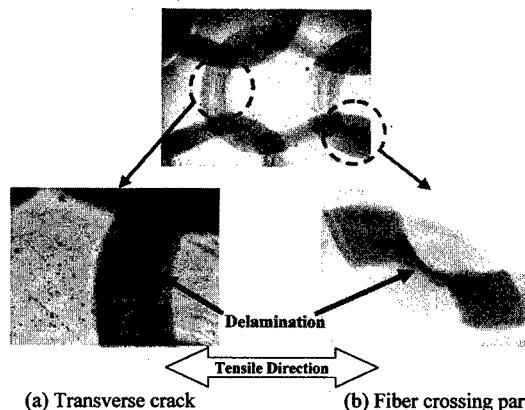 Delamination
Tensile Direction
(a) Transverse crack
(b) Fiber crossing par